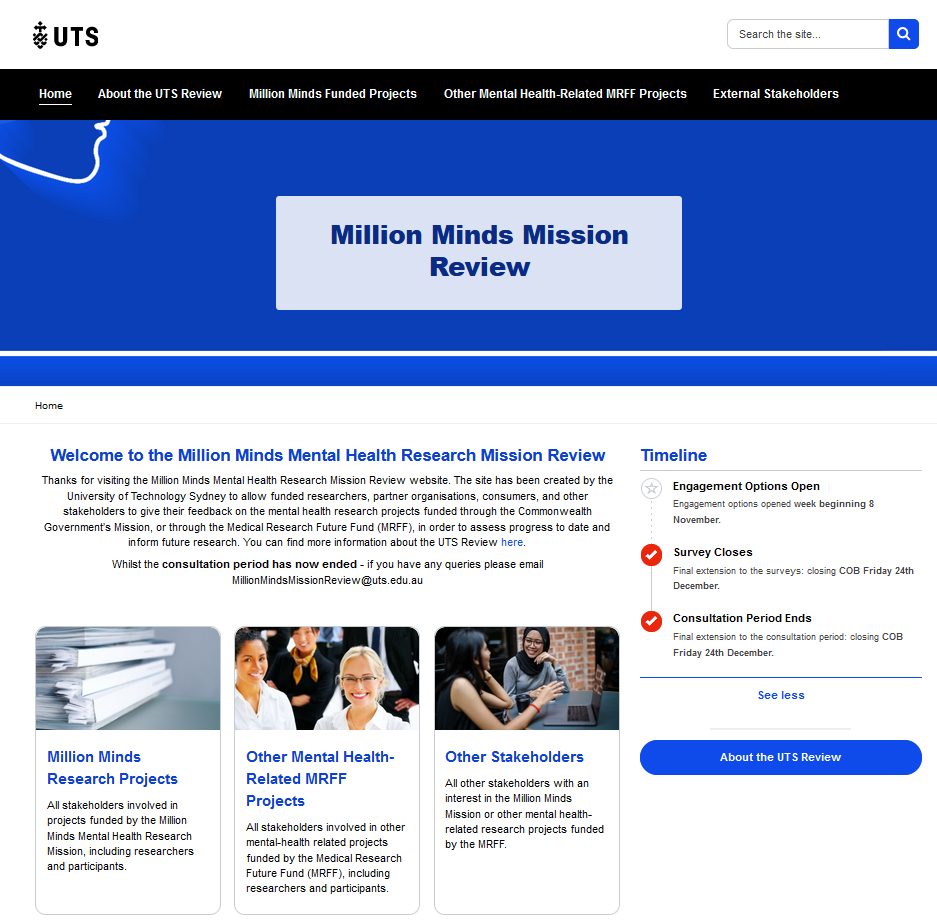 UTS
Search the site...
Home
About the UTS Review
Million Minds Funded Projects
Other Mental Health-Related MRFF Projects
External Stakeholders
Million Minds Mission
Review
Home
Welcome to the Million Minds Mental Health Research Mission Review
Thanks for visiting the Million Minds Mental Health Research Mission Review website. The site has been created by the
University of Technology Sydney to allow funded researchers, partner organisations, consumers, and other
stakeholders to give their feedback on the mental health research projects funded through the Commonwealth
Government's Mission, or through the Medical Research Future Fund (MRFF), in order to assess progress to date and
inform future research. You can find more information about the UTS Review here.
Whilst the consultation period has now ended - if you have any queries please email
MillionMindsMissionReview@uts.edu.au
Million Minds
Research Projects
All stakeholders involved in
projects funded by the Million
Minds Mental Health Research
Mission, including researchers
and participants.
Other Mental Health-
Related MRFF
Projects
All stakeholders involved in other
mental-health related projects
funded by the Medical Research
Future Fund (MRFF), including
researchers and participants.
Other Stakeholders
All other stakeholders with an
interest in the Million Minds
Mission or other mental health-
related research projects funded
by the MRFF.
Timeline
Engagement Options Open
Engagement options opened week beginning 8
November.
Survey Closes
Final extension to the surveys: closing COB Friday 24th
December.
Consultation Period Ends
Final extension to the consultation period: closing COB
Friday 24th December.
See less
About the UTS Review